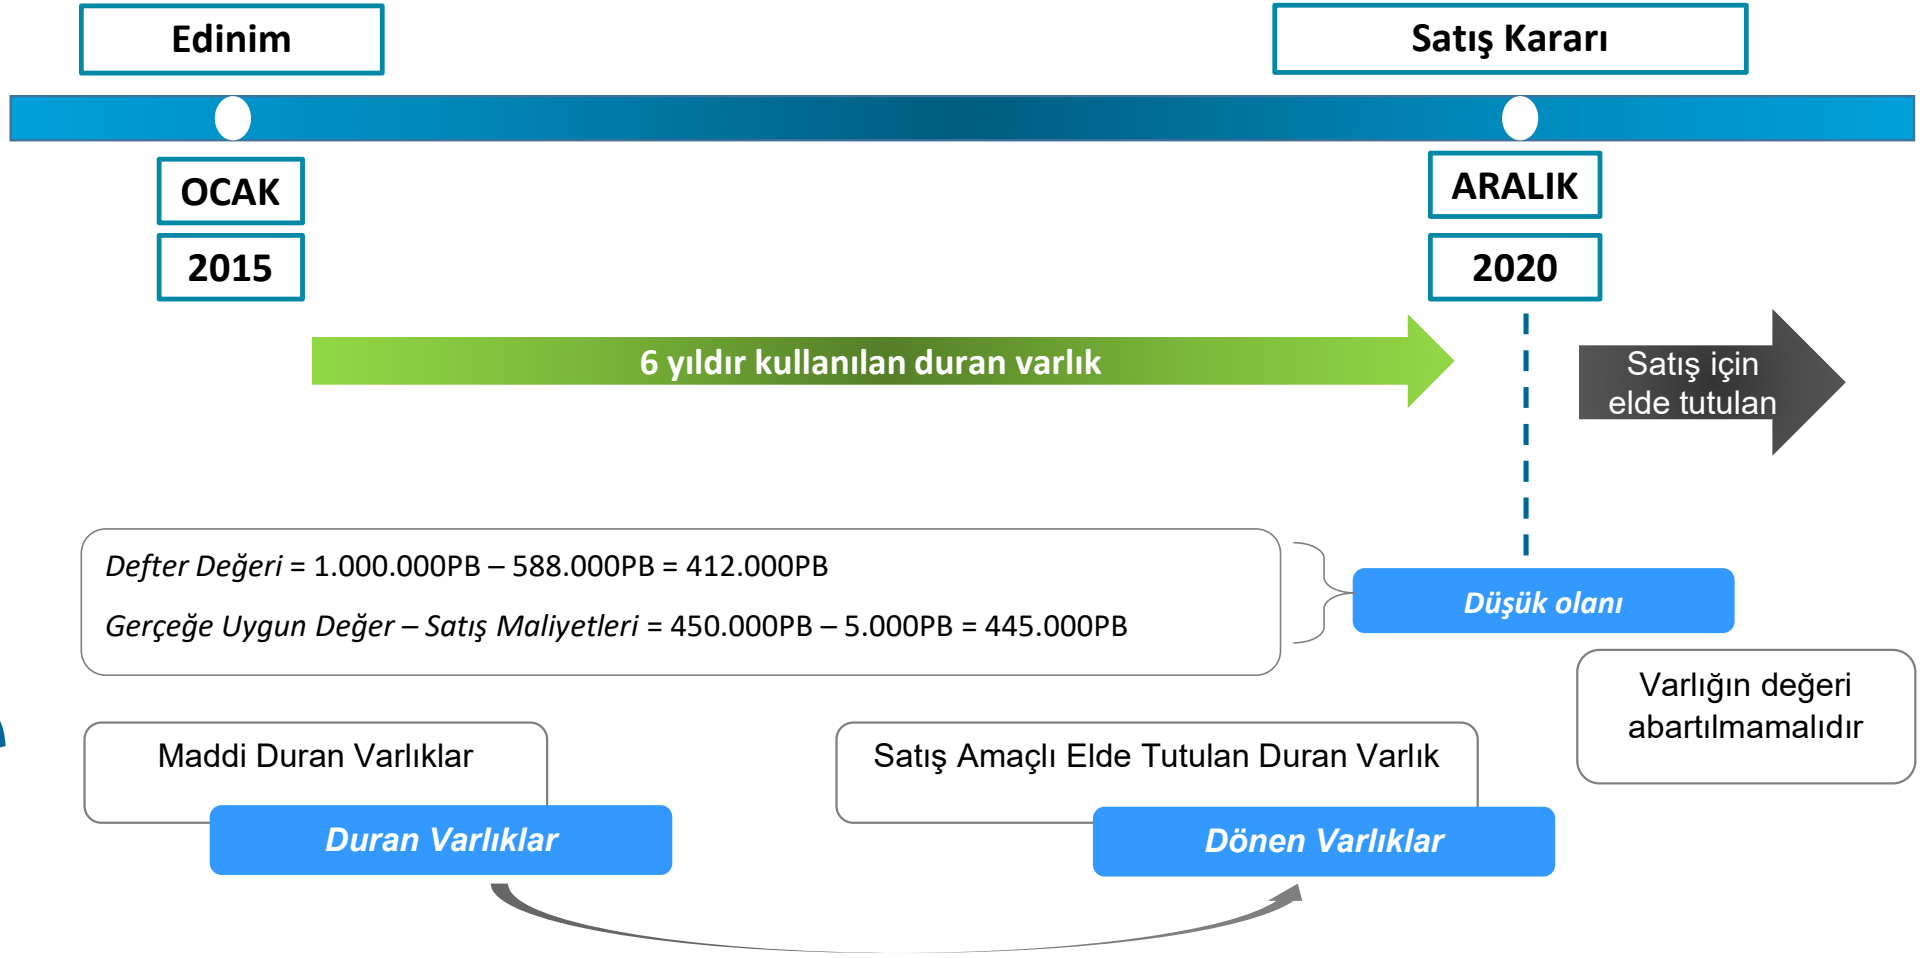 Edinim
Satış Kararı
OCAK
ARALIK
2015
2020
6 yıldır kullanılan duran varlık
Satış için
elde tutulan
Defter Değeri = 1.000.000PB – 588.000PB = 412.000PB
Gerçeğe Uygun Değer – Satış Maliyetleri = 450.000PB – 5.000PB = 445.000PB
Düşük olanı
Varlığın değeri
abartılmamalıdır
Maddi Duran Varlıklar
Satış Amaçlı Elde Tutulan Duran Varlık
Duran Varlıklar
Dönen Varlıklar